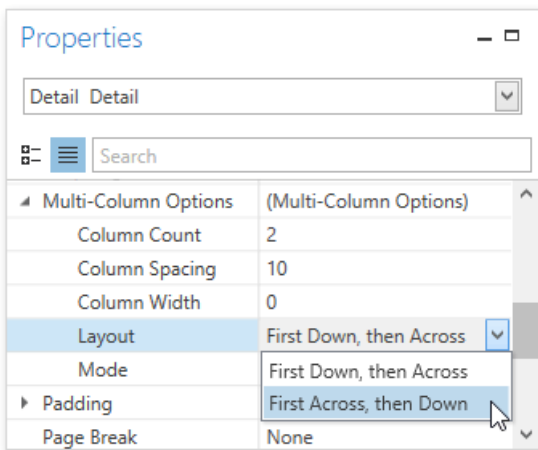 Properties
Detail Detail
Search
Multi-Column Options (Multi-Column Options)
Column Count 2
Column Spacing 10
Column Width 0
Layout First Down, then Across
Mode First Down, then Across
Padding First Across, then Down
Page Break None